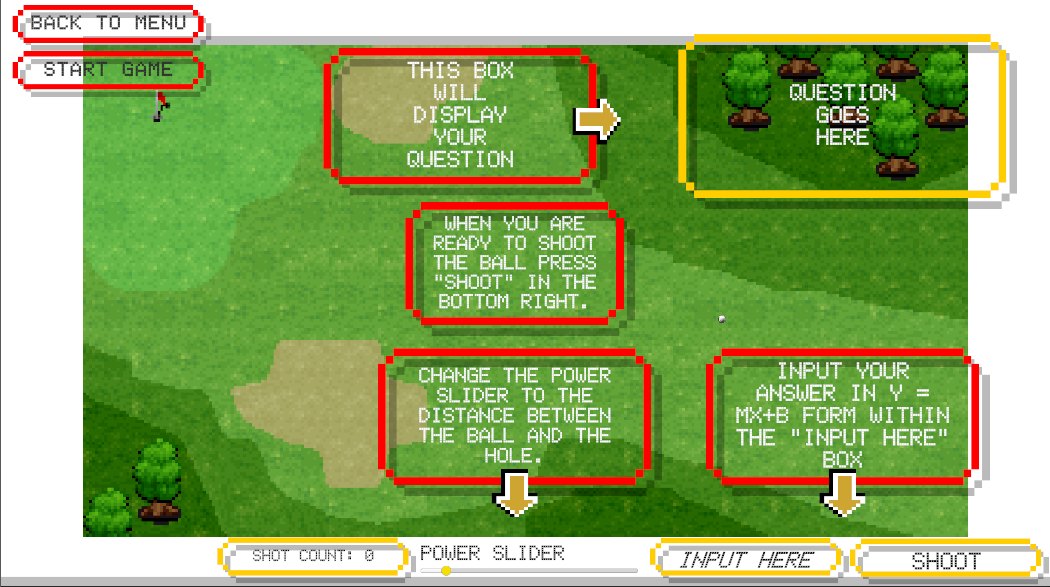 BACK TO MENU
START GAME
THIS BOX
WILL
DISPLAY
YOUR
QUESTION
QUESTION
GOES
HERE
WHEN YOU ARE
READY TO SHOOT
THE BALL PRESS
"SHOOT" IN THE
BOTTOM RIGHT.
CHANGE THE POWER
SLIDER TO THE
DISTANCE BETWEEN
THE BALL AND THE
HOLE.
INPUT YOUR
ANSWER IN Y =
MX+B FORM WITHIN
THE "INPUT HERE"
BOX
SHOT COUNT: 0
POWER SLIDER
INPUT HERE
SHOOT